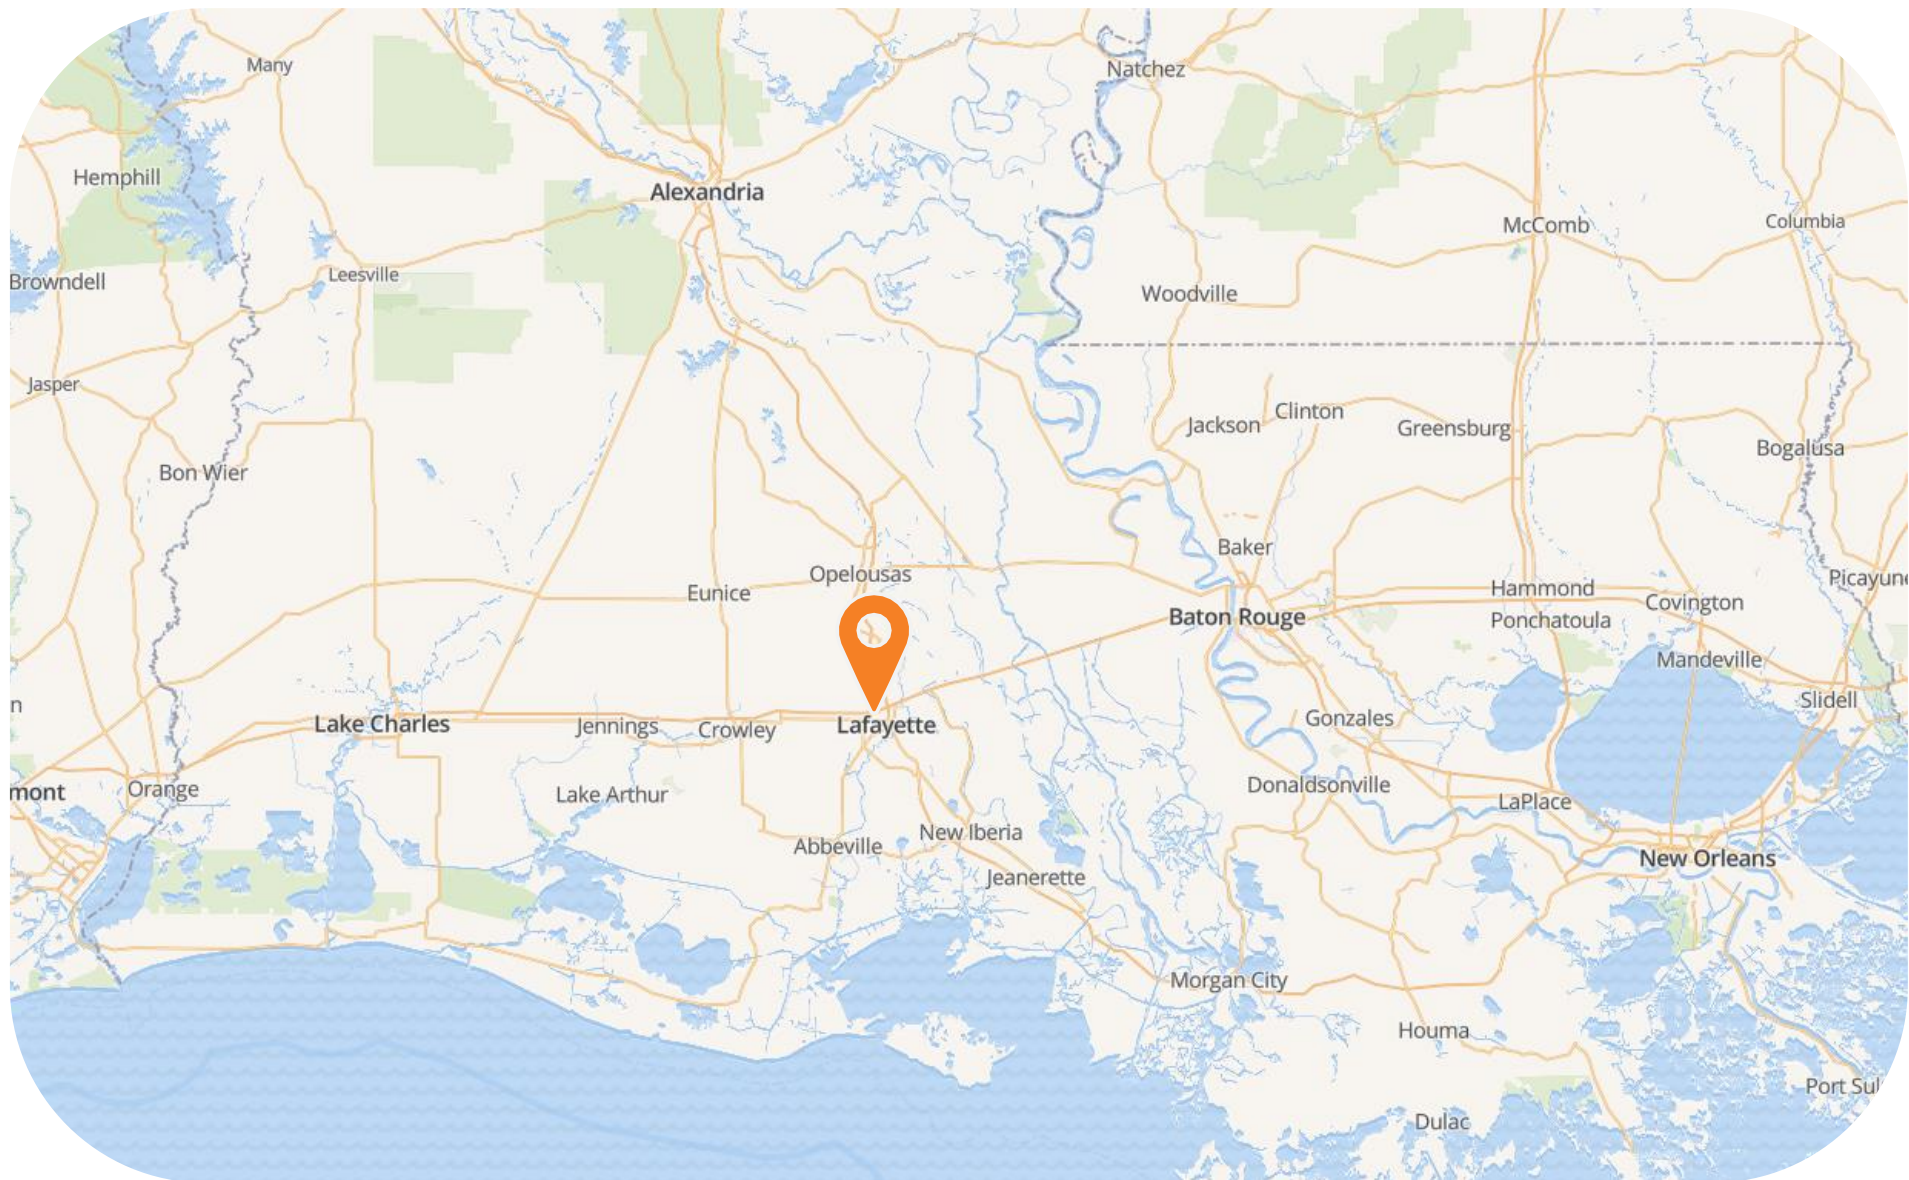 Many
Natchez
Hemphill
Alexandria
McComb
Columbia
Browndell
Leesville
Woodville
Jasper
Jackson
Clinton
Greensburg
Bogalusa
Bon Wier
Baker
Opelousas
Eunice
Hammond
Picayune
Covington
Baton Rouge
Ponchatoula
Mandeville
Slidell
n
Lake Charles
Jennings
Crowley
Lafayette
Gonzales
mont
Orange
Lake Arthur
Donaldsonville
LaPlace
Abbeville
New Iberia
New Orleans
Jeanerette
Morgan City
Houma
Port Sul
Dulac